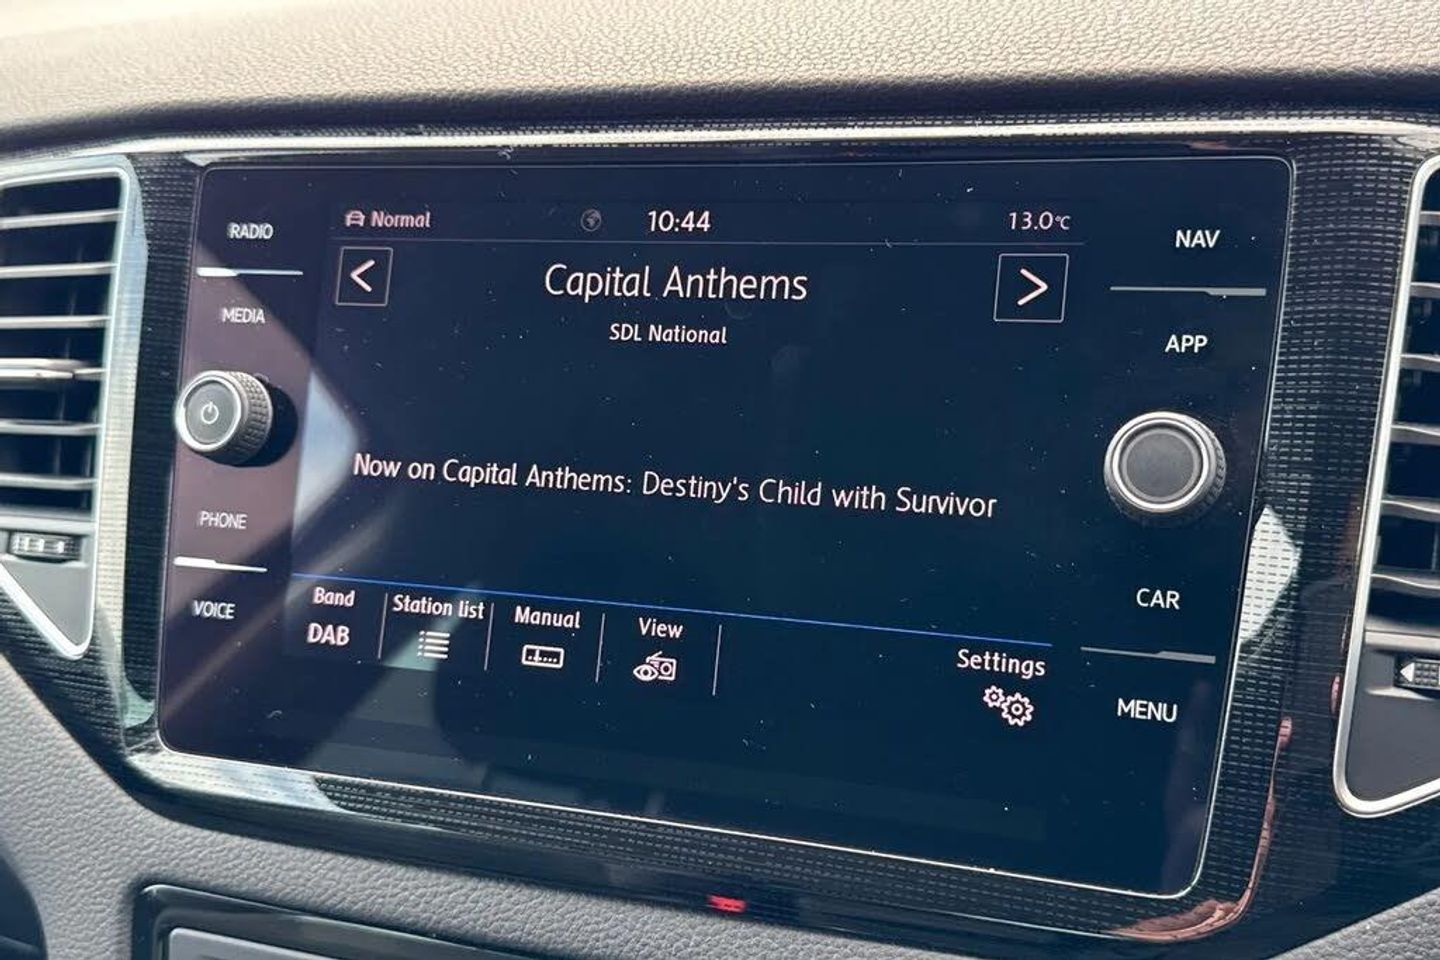 RADIO
MEDIA
PHONE
VOICE
Normal
10:44
13.0°C
<
Capital Anthems
>
SDL National
Now on Capital Anthems: Destiny's Child with Survivor
Band
DAB
Station list
Manual
View
Settings
NAV
APP
CAR
MENU